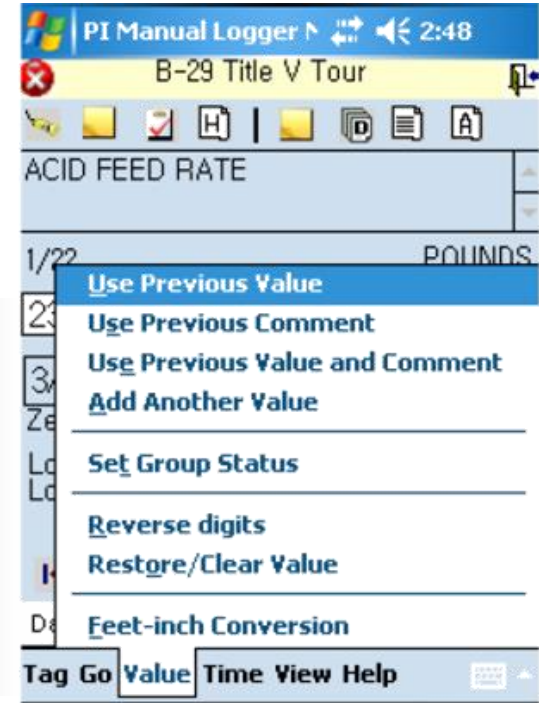 PI Manual Logger 2:48
B-29 Title V Tour
H D A
ACID FEED RATE
1/22 POUNDS
Use Previous Value
Use Previous Comment
Use Previous Value and Comment
Add Another Value
Set Group Status
Reverse digits
Restore/Clear Value
Feet-inch Conversion
Tag Go Value Time View Help